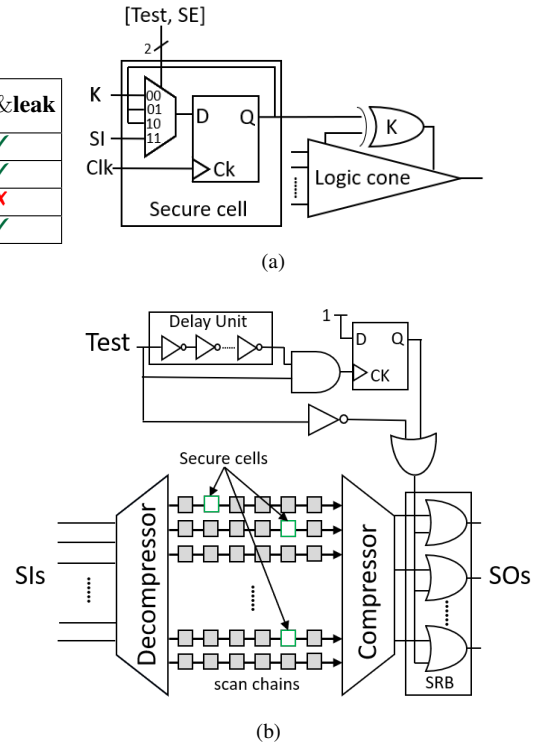 [Test, SE]
&leak
2
K
00
01
10
11
SI
Clk
D
Q
Ck
Secure cell
K
Logic cone
(a)
Delay Unit
Test
1
D
Q
CK
Secure cells
SIs
Decompressor
Compressor
SOs
scan chains
SRB
(b)